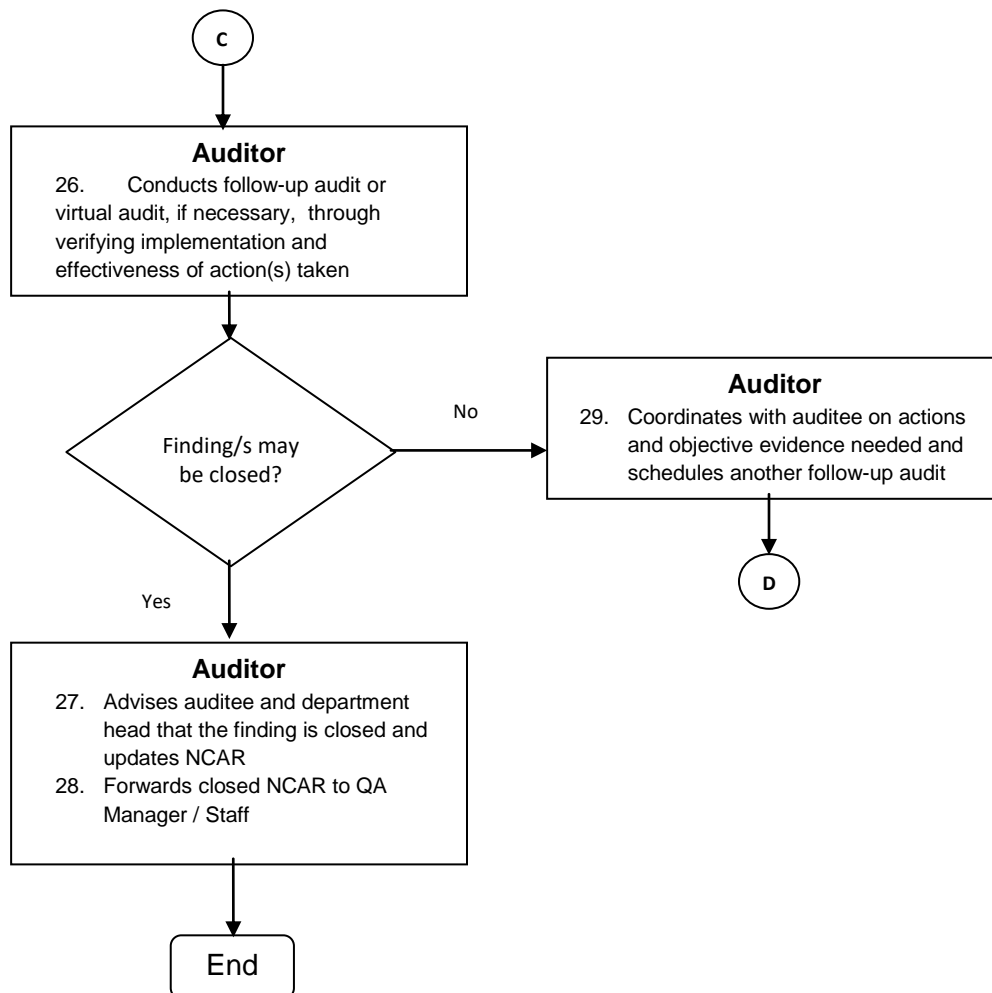 C
Auditor
26. Conducts follow-up audit or
virtual audit, if necessary, through
verifying implementation and
effectiveness of action(s) taken
Finding/s may
be closed?
No
Auditor
29. Coordinates with auditee on actions
and objective evidence needed and
schedules another follow-up audit
D
Yes
Auditor
27. Advises auditee and department
head that the finding is closed and
updates NCAR
28. Forwards closed NCAR to QA
Manager / Staff
End